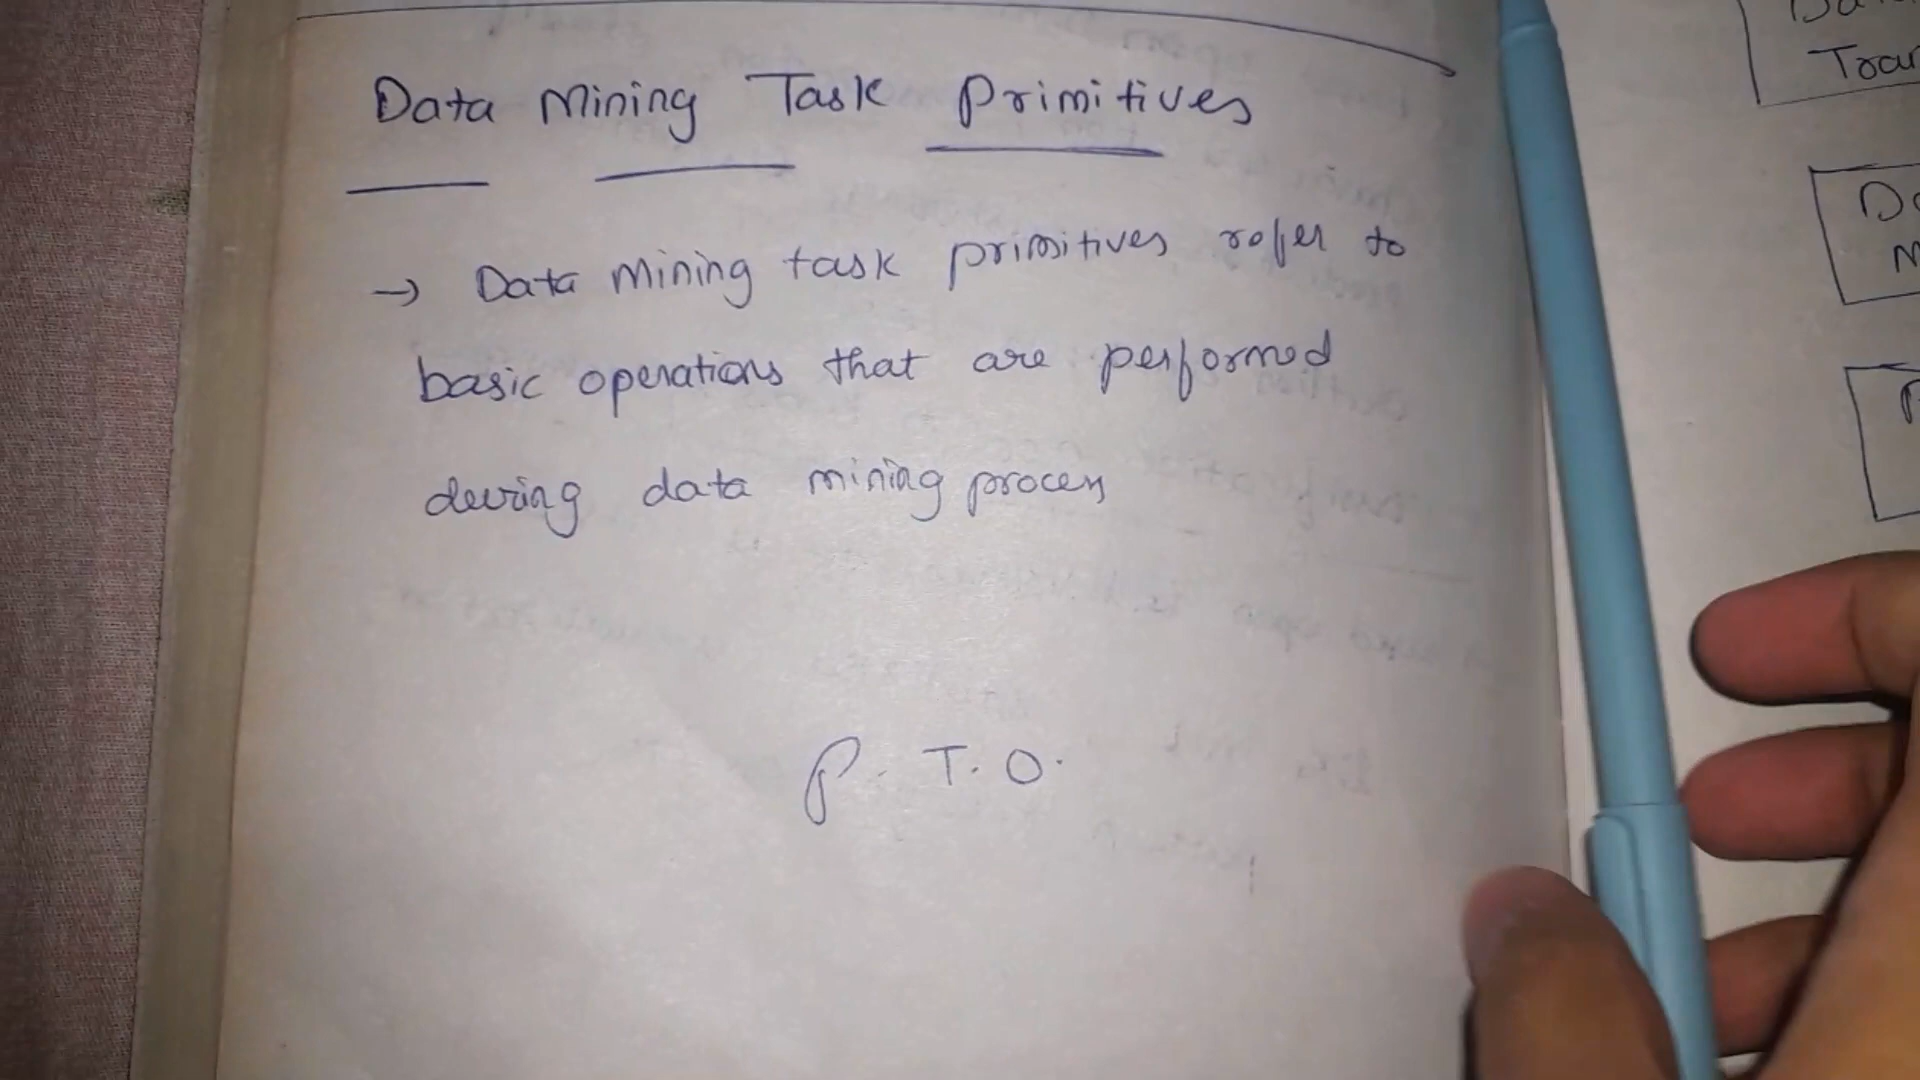 Data Mining Task Primitives
→ Data Mining task primitives refer to
basic operations that are performed
during data mining process
P. T. O.
Tran
M